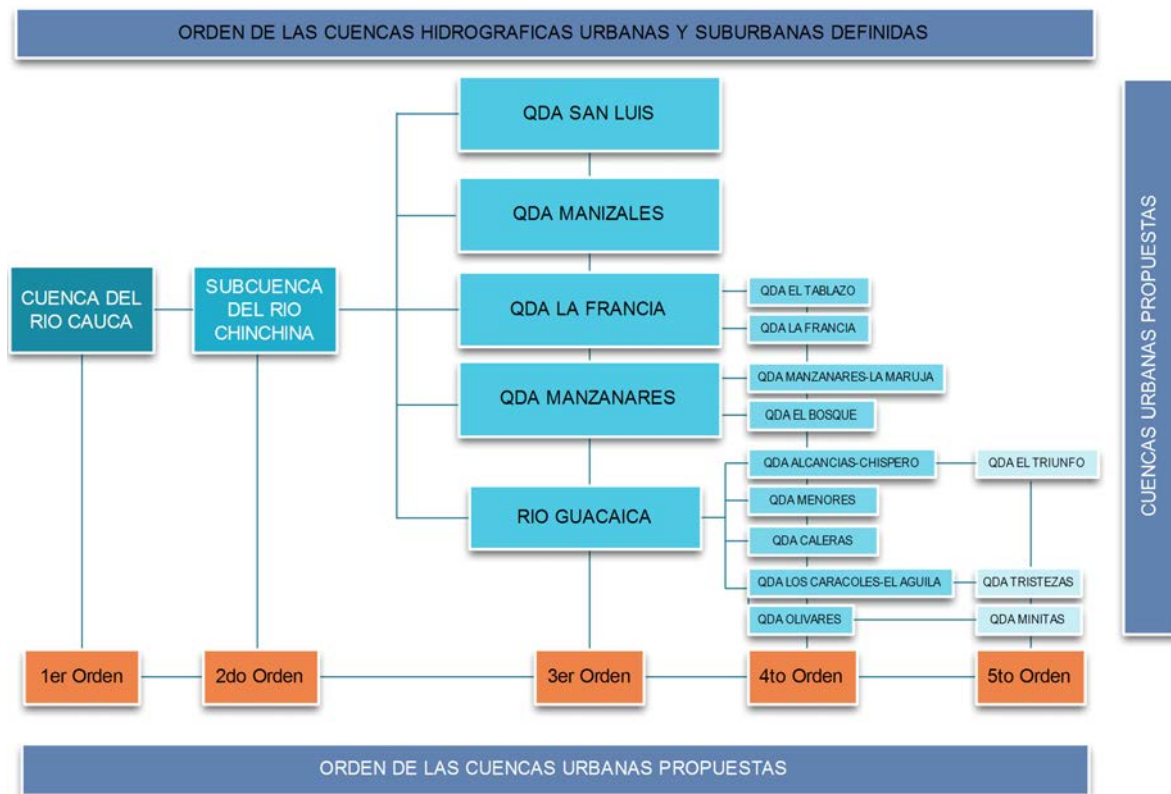 ORDEN DE LAS CUENCAS HIDROGRAFICAS URBANAS Y SUBURBANAS DEFINIDAS
CUENCA DEL
RIO CAUCA
SUBCUENCA
DEL RIO
CHINCHINA
QDA SAN LUIS
QDA MANIZALES
QDA LA FRANCIA
QDA MANZANARES
RIO GUACAICA
QDA EL TABLAZO
QDA LA FRANCIA
QDA MANZANARES-LA MARUJA
QDA EL BOSQUE
QDA ALCANCIAS-CHISPERO
QDA MENORES
QDA CALERAS
QDA LOS CARACOLES-EL AGUILA
QDA OLIVARES
QDA EL TRIUNFO
QDA TRISTEZAS
QDA MINITAS
1er Orden
2do Orden
3er Orden
4to Orden
5to Orden
CUENCAS URBANAS PROPUESTAS
ORDEN DE LAS CUENCAS URBANAS PROPUESTAS